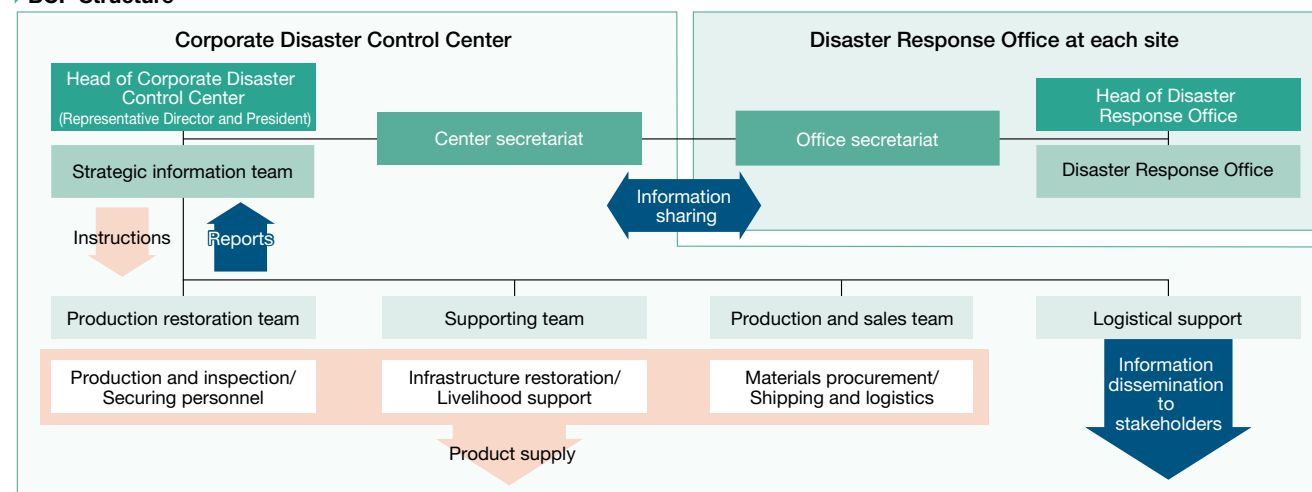 BCP Structure
Corporate Disaster Control Center
Disaster Response Office at each site
Head of Corporate Disaster
Control Center
(Representative Director and President)
Head of Disaster
Response Office
Center secretariat
Office secretariat
Strategic information team
Disaster Response Office
Information
sharing
Instructions
Reports
Production restoration team
Supporting team
Production and sales team
Logistical support
Production and inspection/
Securing personnel
Infrastructure restoration/
Livelihood support
Materials procurement/
Shipping and logistics
Information
dissemination
to
stakeholders
Product supply